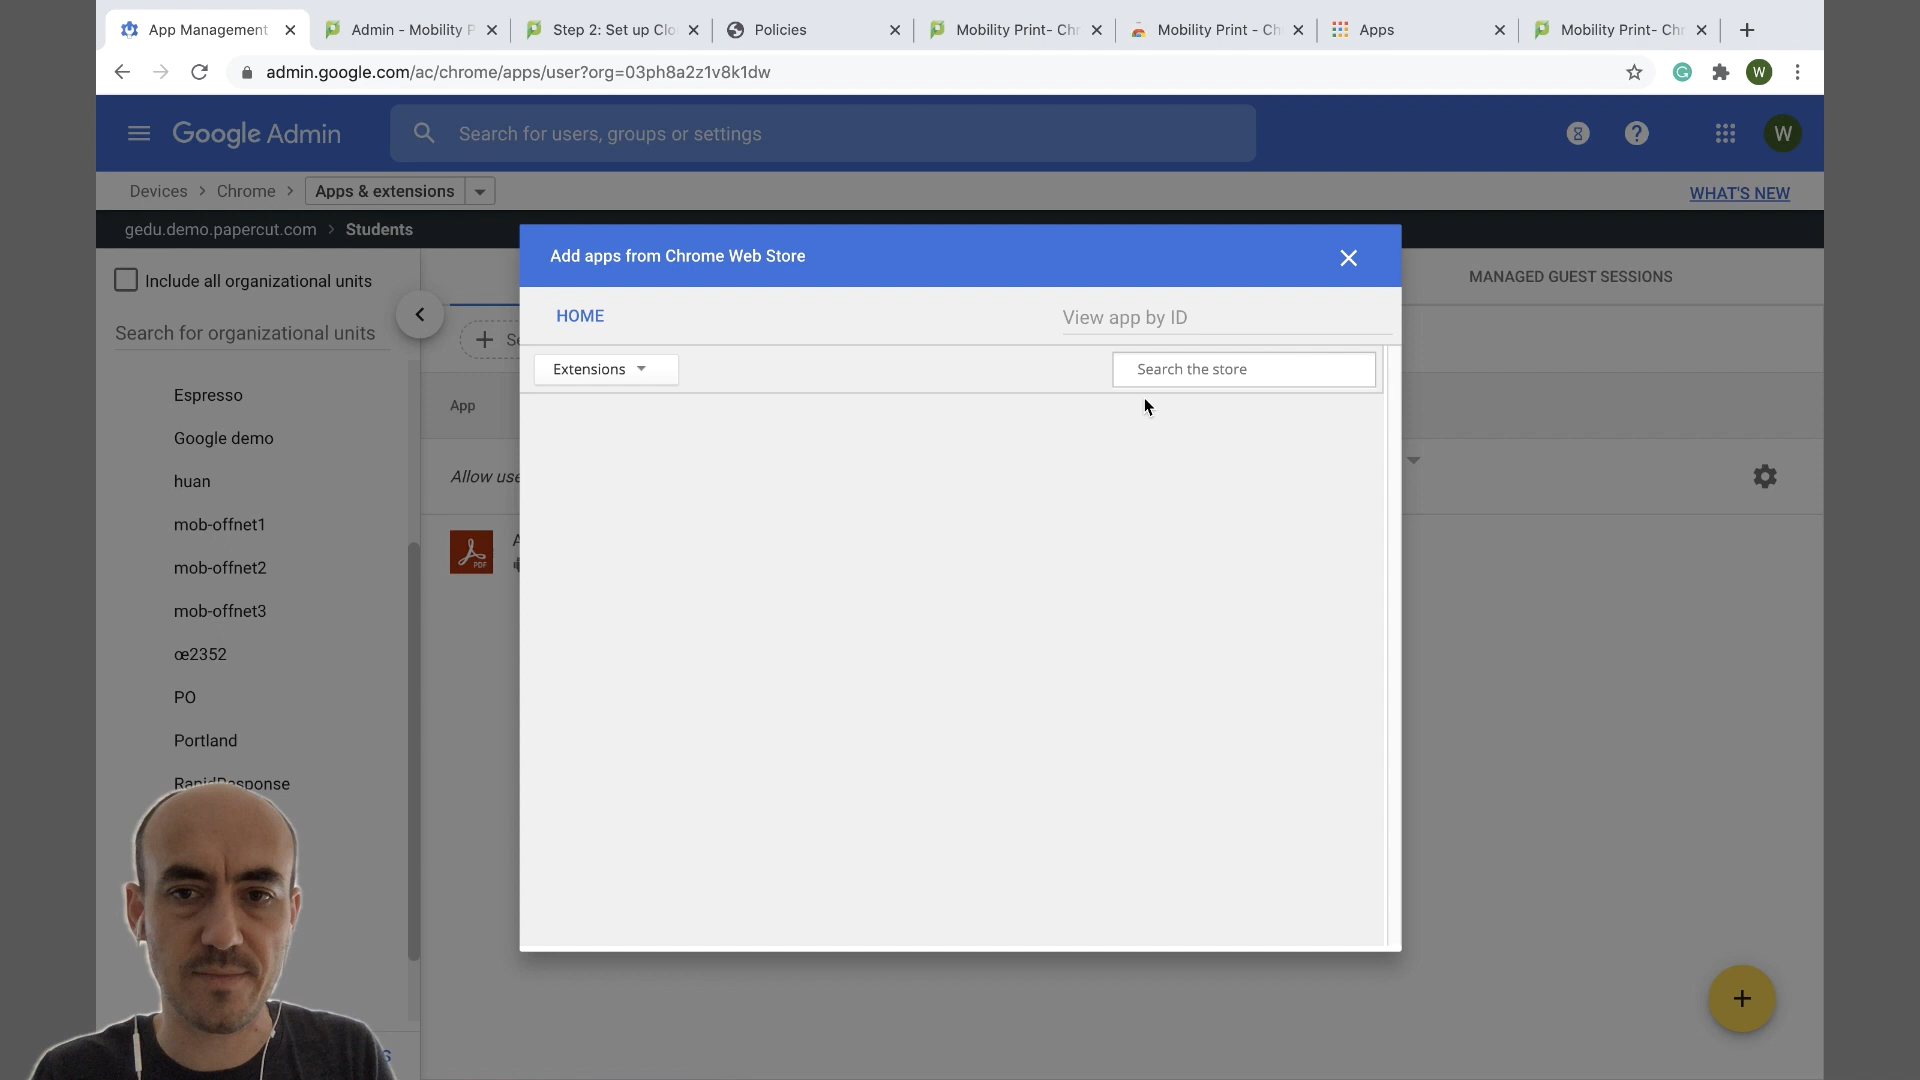 App Management
Admin - Mobility P
Step 2: Set up Clo
Policies
Mobility Print- Chr
Mobility Print - Ch
Apps
Mobility Print- Chr
admin.google.com/ac/chrome/apps/user?org=03ph8a2z1v8k1dw
W
Google Admin
Search for users, groups or settings
W
Devices > Chrome > Apps & extensions
WHAT'S NEW
gedu.demo.papercut.com > Students
Include all organizational units
Search for organizational units
Espresso
Google demo
huan
mob-offnet1
mob-offnet2
mob-offnet3
œ2352
PO
Portland
RapidResponse
MANAGED GUEST SESSIONS
+ Se
App
Allow use
PDF
A
Add apps from Chrome Web Store
HOME
View app by ID
Extensions
Search the store
S
+